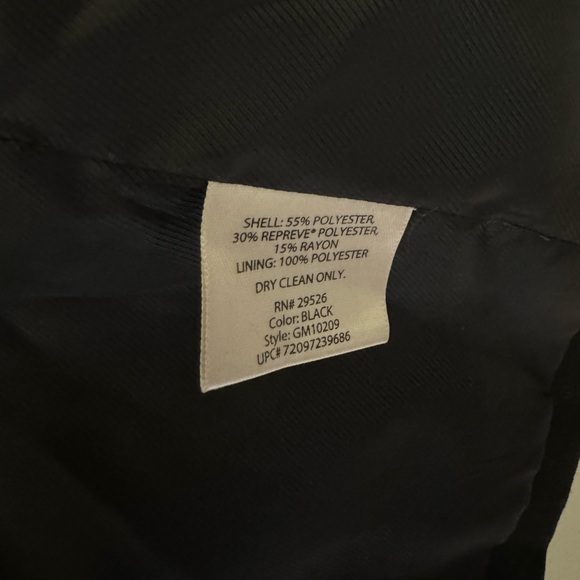 SHELL: 55% POLYESTER,
30% REPREVE® POLYESTER,
15% RAYON
LINING: 100% POLYESTER
DRY CLEAN ONLY.
RN# 29526
Color: BLACK
Style: GM10209
UPC# 72097239686